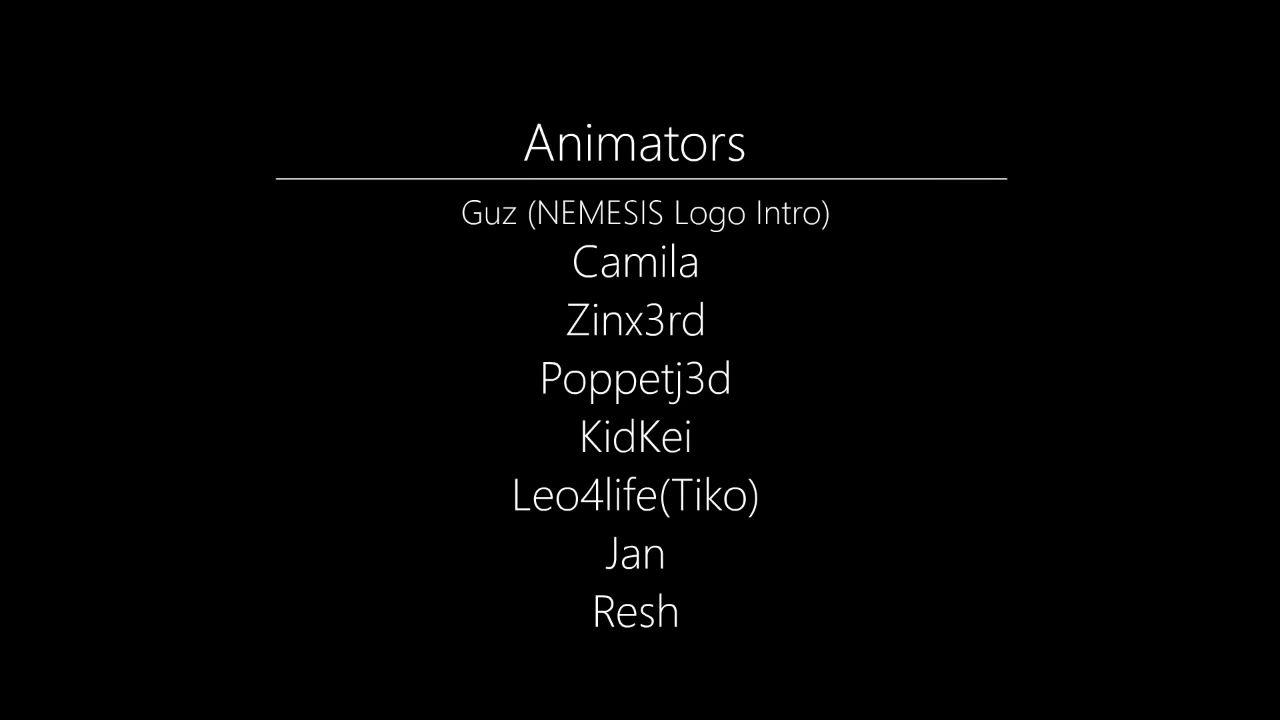 Animators
Guz (NEMESIS Logo Intro)
Camila
Zinx3rd
Poppetj3d
KidKei
Leo4life(Tiko)
Jan
Resh